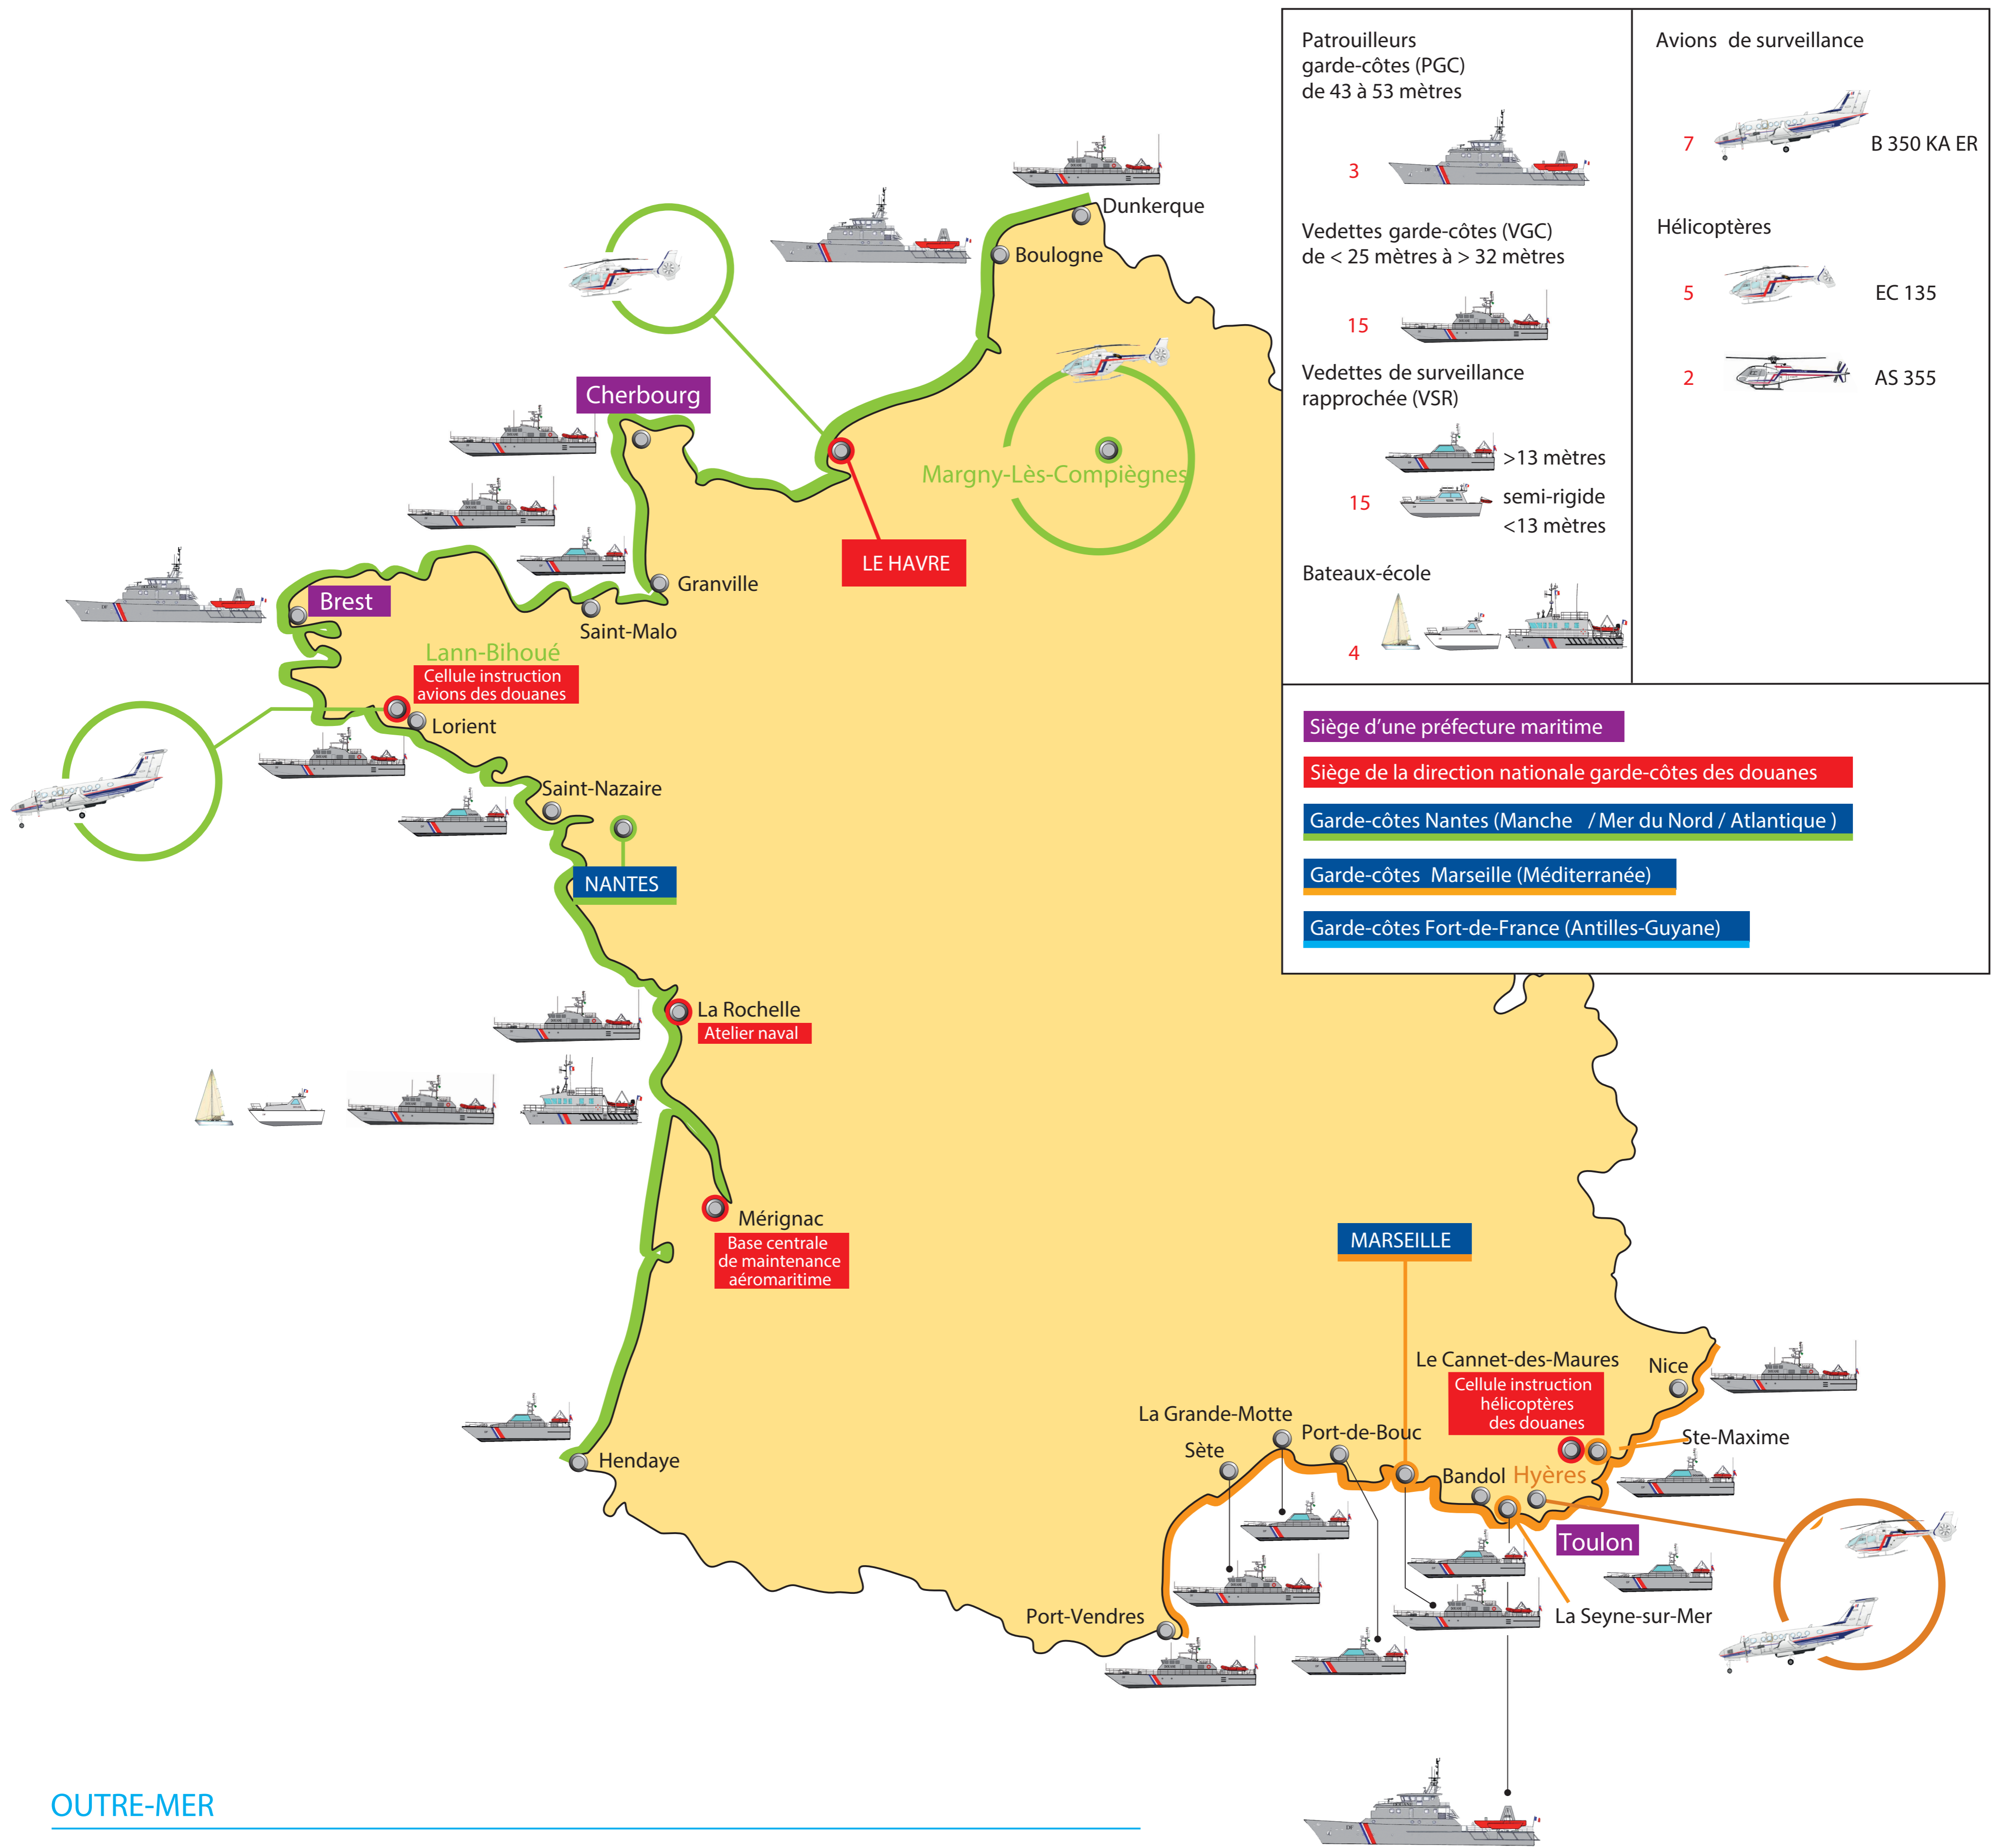 Patrouilleurs
garde-côtes (PGC)
de 43 à 53 mètres
3
Vedettes garde-côtes (VGC)
de < 25 mètres à > 32 mètres
15
Vedettes de surveillance
rapprochée (VSR)
>13 mètres
15
semi-rigide
<13 mètres
Bateaux-école
4
Avions de surveillance
7
B 350 KA ER
Hélicoptères
5
EC 135
2
AS 355
Siège d’une préfecture maritime
Siège de la direction nationale garde-côtes des douanes
Garde-côtes Nantes (Manche / Mer du Nord / Atlantique )
Garde-côtes Marseille (Méditerranée)
Garde-côtes Fort-de-France (Antilles-Guyane)
Dunkerque
Boulogne
Cherbourg
Margny-Lès-Compiègnes
LE HAVRE
Granville
Saint-Malo
Brest
Lann-Bihoué
Cellule instruction
avions des douanes
Lorient
Saint-Nazaire
NANTES
La Rochelle
Atelier naval
Mérignac
Base centrale
de maintenance
aéromaritime
Hendaye
MARSEILLE
Le Cannet-des-Maures
Cellule instruction
hélicoptères
des douanes
Nice
La Grande-Motte
Port-de-Bouc
Sète
Ste-Maxime
Bandol
Hyères
Toulon
La Seyne-sur-Mer
Port-Vendres
OUTRE-MER